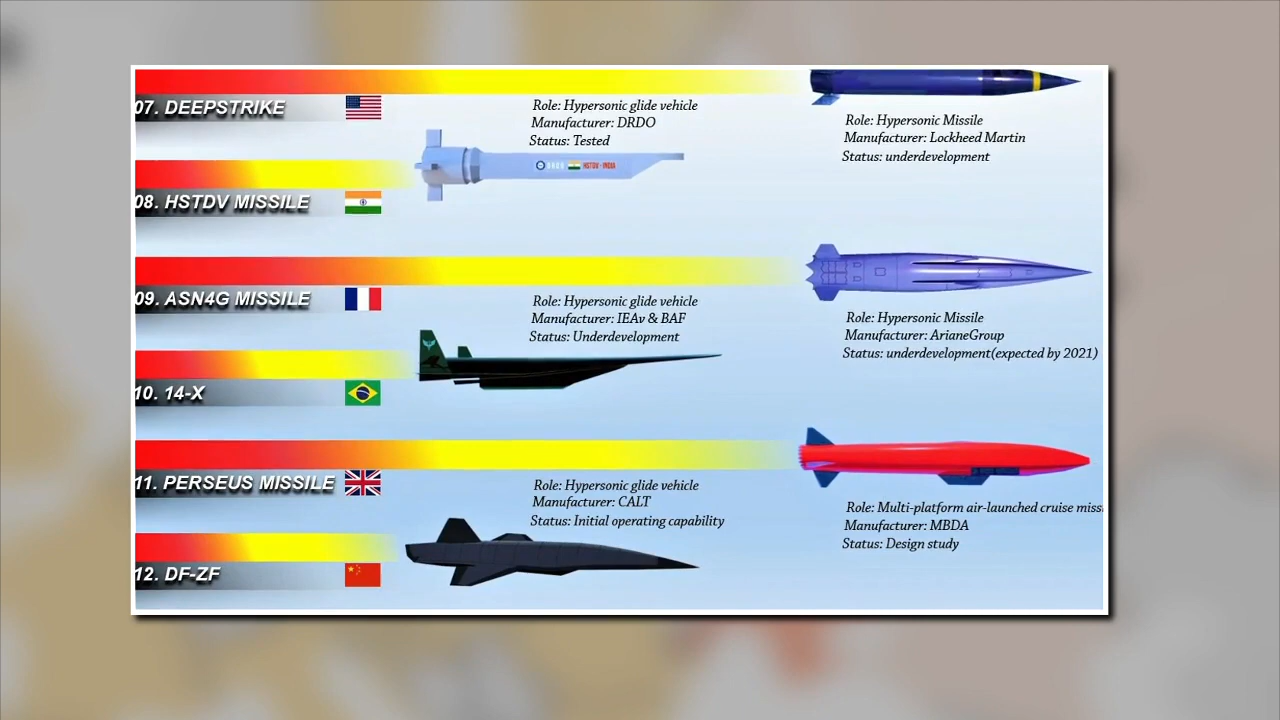 07. DEEPSTRIKE
Role: Hypersonic Missile
Manufacturer: Lockheed Martin
Status: underdevelopment
Role: Hypersonic glide vehicle
Manufacturer: DRDO
Status: Tested
HSTDV - INDIA
08. HSTDV MISSILE
09. ASN4G MISSILE
Role: Hypersonic Missile
Manufacturer: ArianeGroup
Status: underdevelopment(expected by 2021)
Role: Hypersonic glide vehicle
Manufacturer: IEAv & BAF
Status: Underdevelopment
10. 14-X
11. PERSEUS MISSILE
Role: Multi-platform air-launched cruise
Manufacturer: MBDA
Status: Design study
Role: Hypersonic glide vehicle
Manufacturer: CALT
Status: Initial operating capability
12. DF-ZF